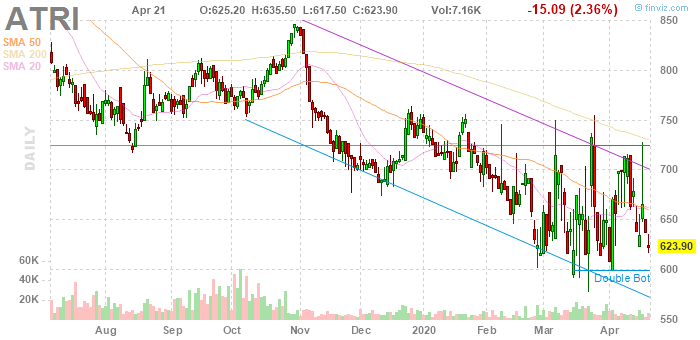 ATRI Apr 21 O:625.20 H:635.50 L:617.50 C:623.90 Vol:7.16K -15.09 (2.36%)
© finviz.com
SMA 50
SMA 200
SMA 20
DAILY
850
800
750
700
650
623.90
600
550
60K
40K
20K
Double Bot
Aug Sep Oct Nov Dec 2020 Feb Mar Apr